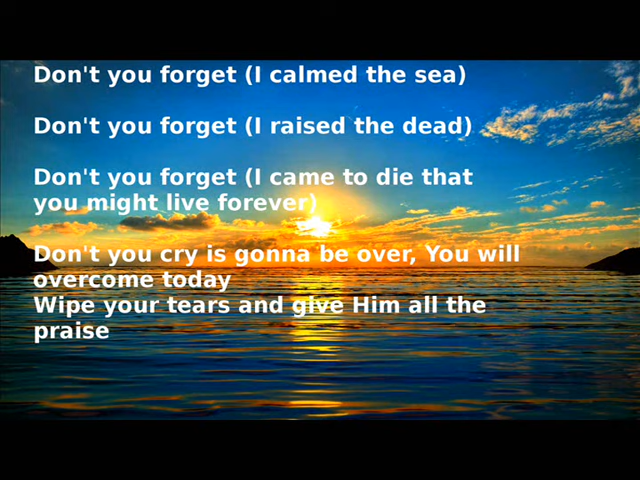 Don't you forget (I calmed the sea)
Don't you forget (I raised the dead)
Don't you forget (I came to die that
you might live forever)
Don't you cry is gonna be over, You will
overcome today
Wipe your tears and give Him all the
praise